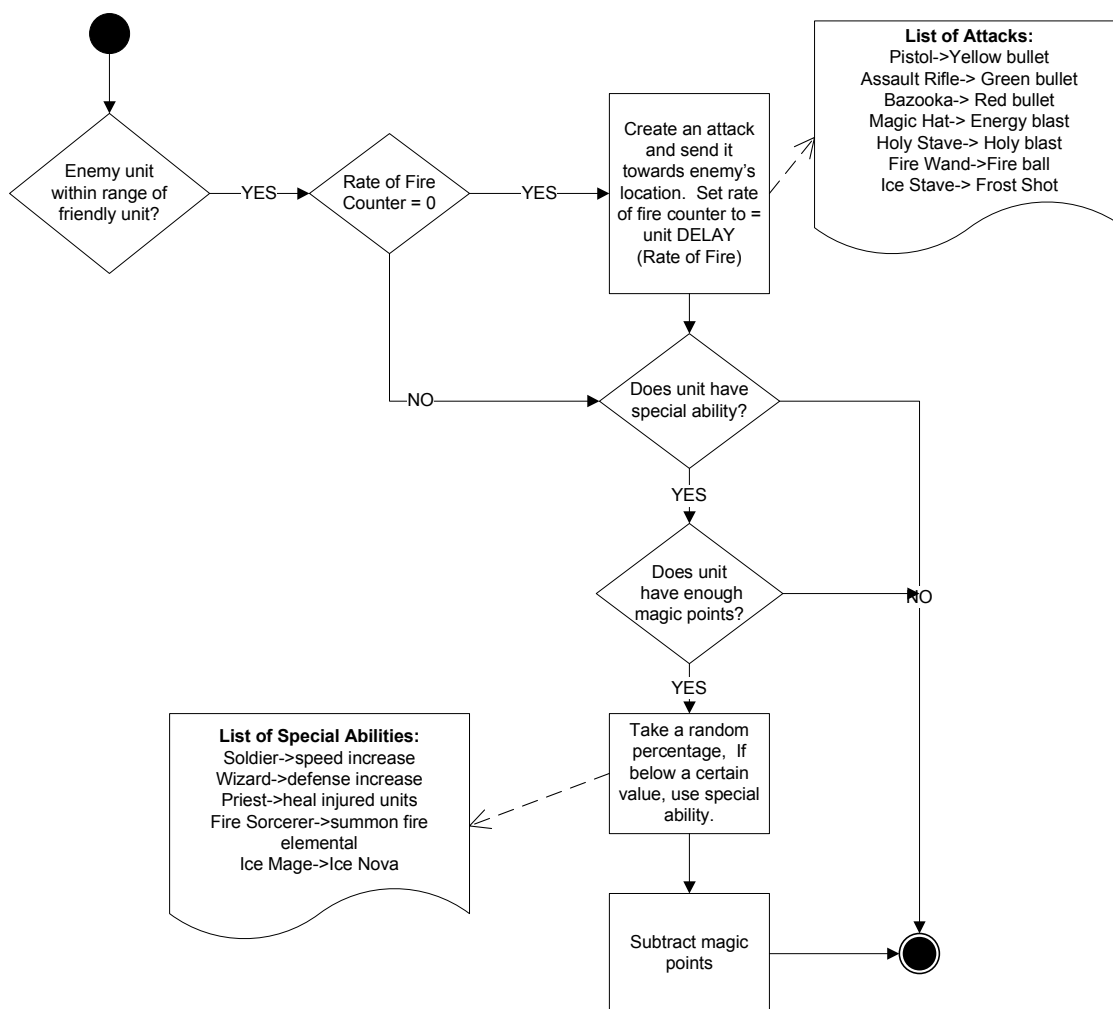 Enemy unit
within range of
friendly unit?
YES
Rate of Fire
Counter = 0
YES
Create an attack
and send it
towards enemy's
location.  Set rate
of fire counter to =
unit DELAY
(Rate of Fire)
List of Attacks:
Pistol->Yellow bullet
Assault Rifle-> Green bullet
Bazooka-> Red bullet
Magic Hat-> Energy blast
Holy Stave-> Holy blast
Fire Wand->Fire ball
Ice Stave-> Frost Shot
NO
Does unit have
special ability?
YES
Does unit
have enough
magic points?
NO
YES
List of Special Abilities:
Soldier->speed increase
Wizard->defense increase
Priest->heal injured units
Fire Sorcerer->summon fire
elemental
Ice Mage->Ice Nova
Take a random
percentage,  If
below a certain
value, use special
ability.
Subtract magic
points